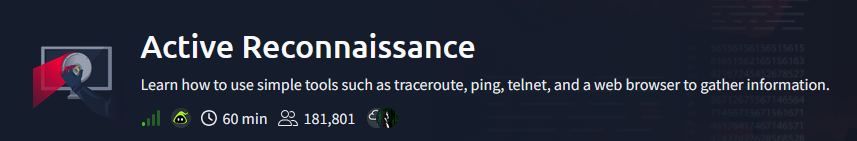 Active Reconnaissance
Learn how to use simple tools such as traceroute, ping, telnet, and a web browser to gather information.
60 min 181,801